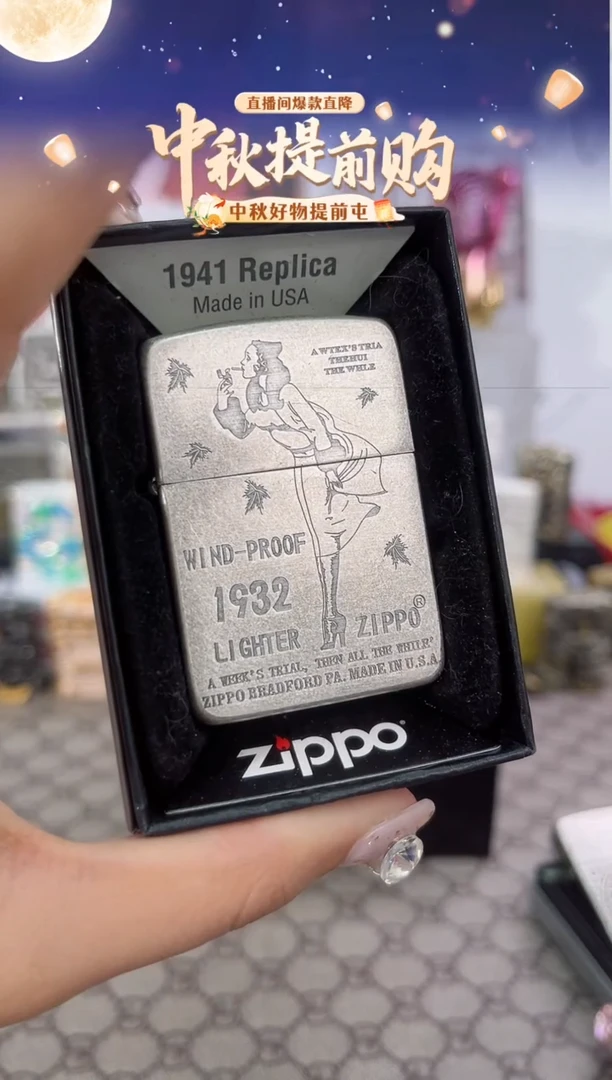 直播间爆款直降
中秋提前购
中秋好物提前屯
1941 Replica
Made in USA
A WTEX'S TRIA
THEHUI
THE WHLE
WIND-PROOF
1932
LIGHTER
ZIPPO®
A WEEK'S TRIAL, THEN ALL THE WHILE"
ZIPPO BRADFORD PA. MADE IN U.S.A
zippo